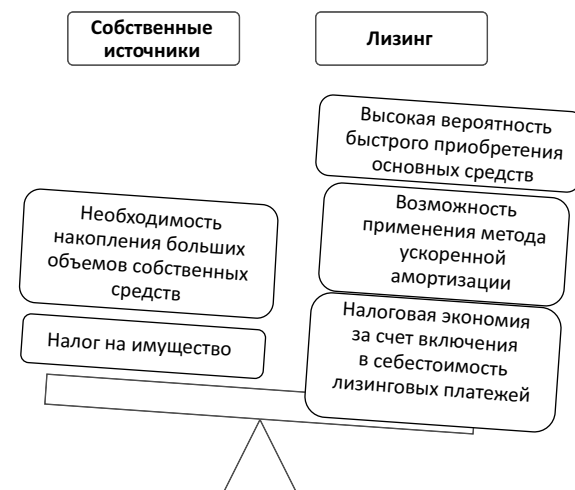 Собственные
источники
Лизинг
Высокая вероятность
быстрого приобретения
основных средств
Возможность
применения метода
ускоренной
амортизации
Налоговая экономия
за счет включения
в себестоимость
лизинговых платежей
Необходимость
накопления больших
объемов собственных
средств
Налог на имущество